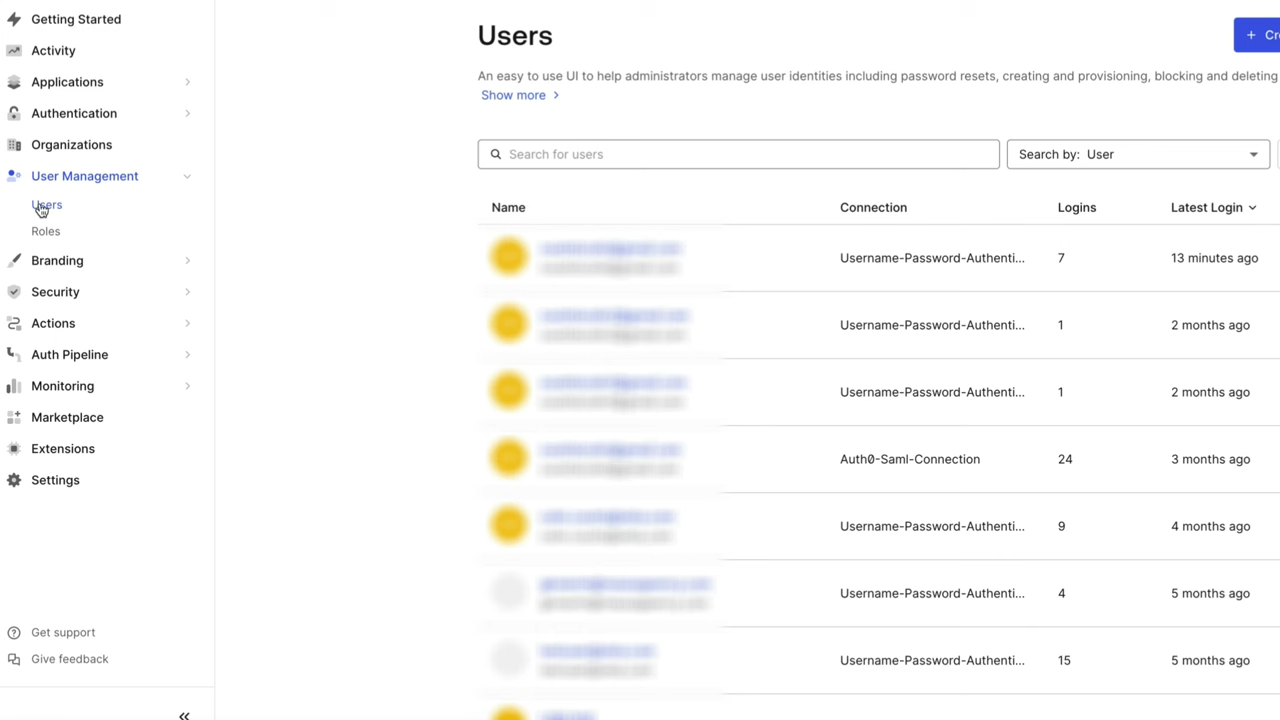 Getting Started
Activity
Applications
Authentication
Organizations
User Management
Users
Roles
Branding
Security
Actions
Auth Pipeline
Monitoring
Marketplace
Extensions
Settings
Get support
Give feedback
Users
+ Cr
An easy to use UI to help administrators manage user identities including password resets, creating and provisioning, blocking and deleting
Show more
Search for users
Search by: User
Name Connection Logins Latest Login
Username-Password-Authenti... 7 13 minutes ago
Username-Password-Authenti... 1 2 months ago
Username-Password-Authenti... 1 2 months ago
Auth0-Saml-Connection 24 3 months ago
Username-Password-Authenti... 9 4 months ago
Username-Password-Authenti... 4 5 months ago
Username-Password-Authenti... 15 5 months ago